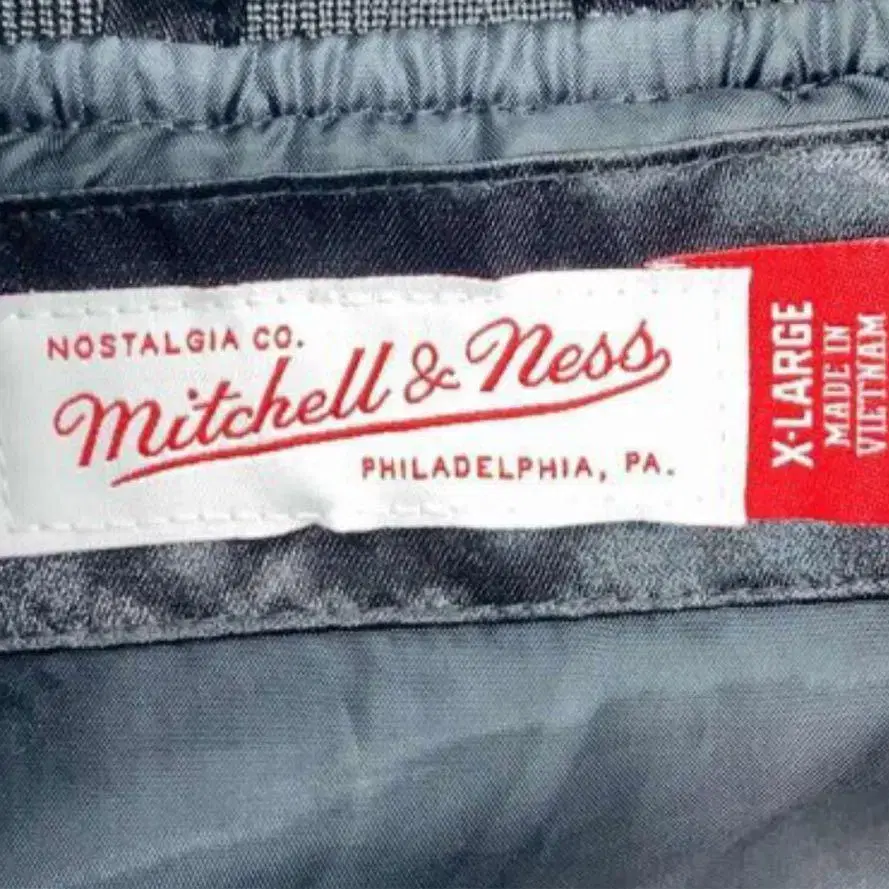 NOSTALGIA CO.
Mitchell & Ness
PHILADELPHIA, PA.
X-LARGE
MADE IN
VIETNAM